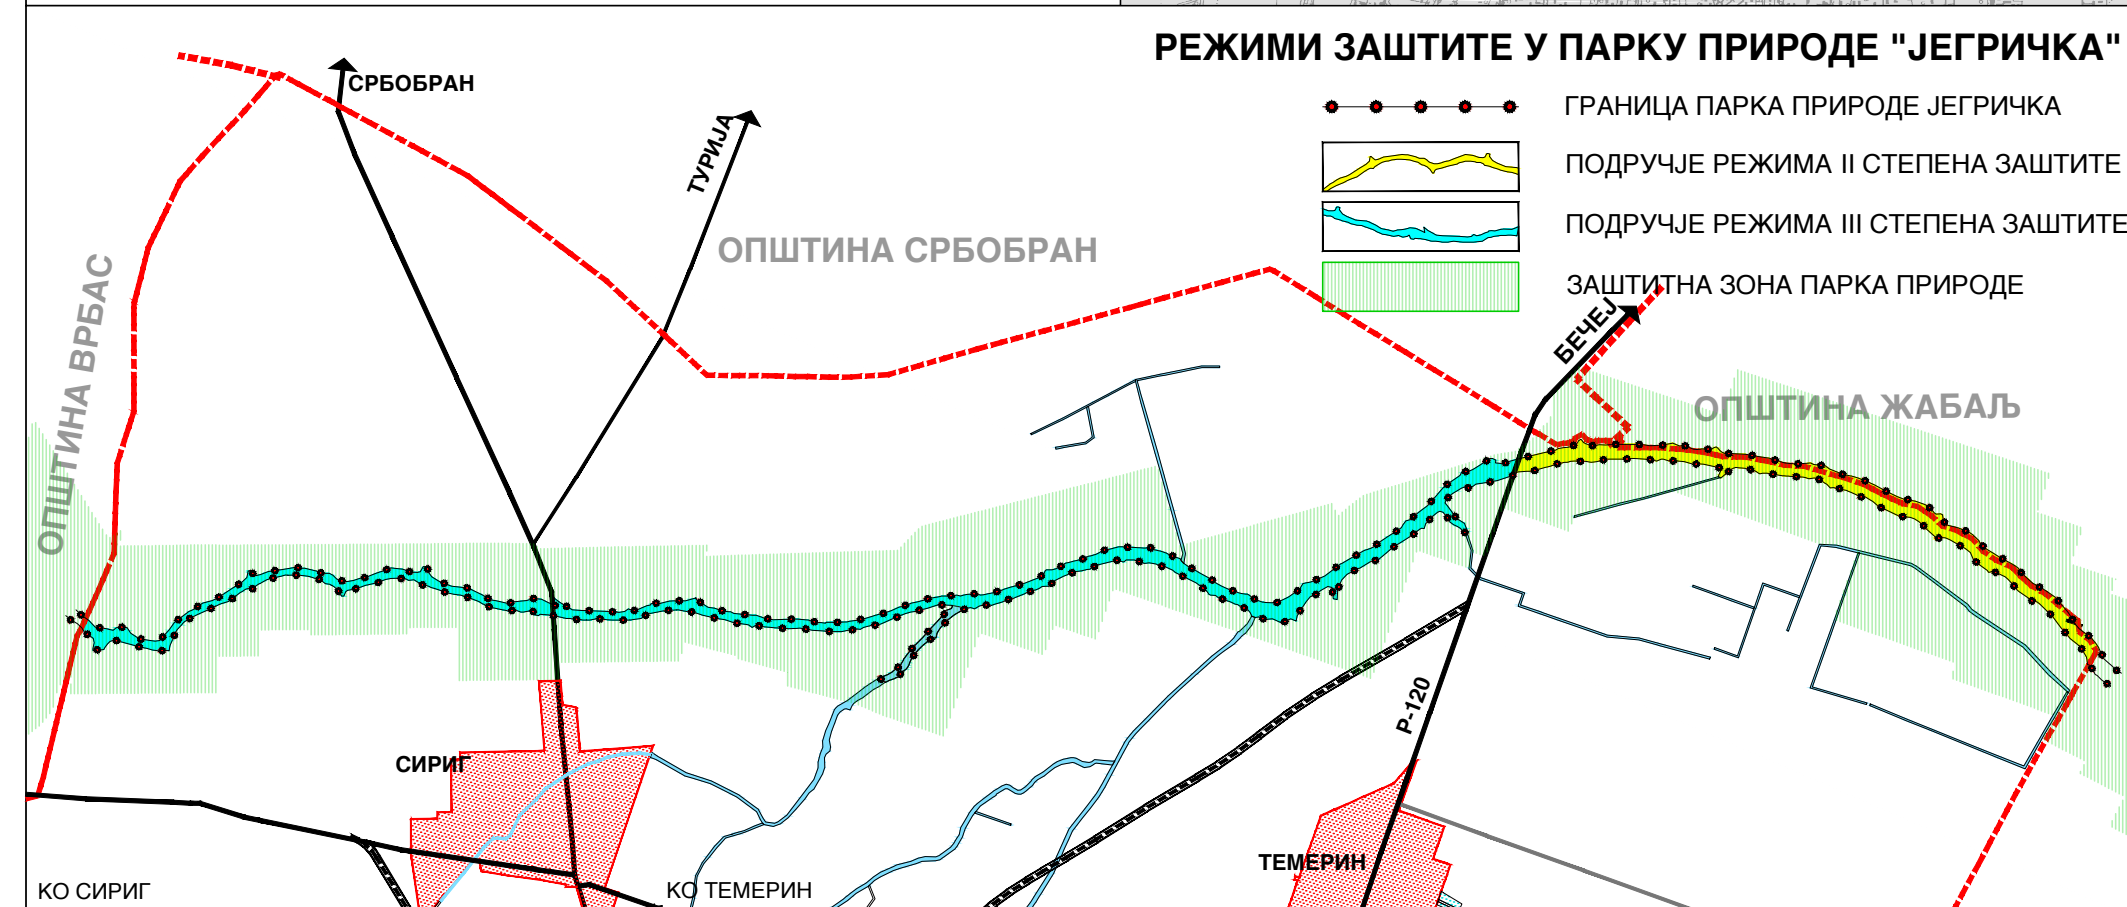 РЕЖИМИ ЗАШТИТЕ У ПАРКУ ПРИРОДЕ "ЈЕГРИЧКА"
ГРАНИЦА ПАРКА ПРИРОДЕ ЈЕГРИЧКА
ПОДРУЧЈЕ РЕЖИМА II СТЕПЕНА ЗАШТИТЕ
ПОДРУЧЈЕ РЕЖИМА III СТЕПЕНА ЗАШТИТЕ
ЗАШТИТНА ЗОНА ПАРКА ПРИРОДЕ
СРБОБРАН
ТУРИЈА
ОПШТИНА СРБОБРАН
ОПШТИНА ВРБАС
БЕЧЕЈ
ОПШТИНА ЖАБАЉ
Р-120
СИРИГ
ТЕМЕРИН
КО СИРИГ
КО ТЕМЕРИН